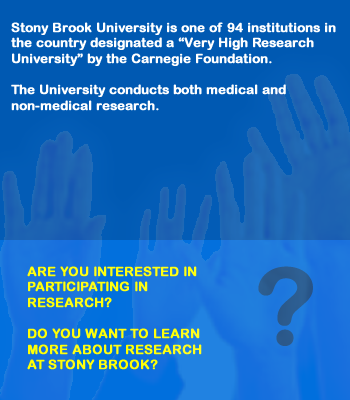 Stony Brook University is one of 94 institutions in
the country designated a “Very High Research
University” by the Carnegie Foundation.
The University conducts both medical and
non-medical research.
ARE YOU INTERESTED IN
PARTICIPATING IN
RESEARCH?
DO YOU WANT TO LEARN
MORE ABOUT RESEARCH
AT STONY BROOK?
?